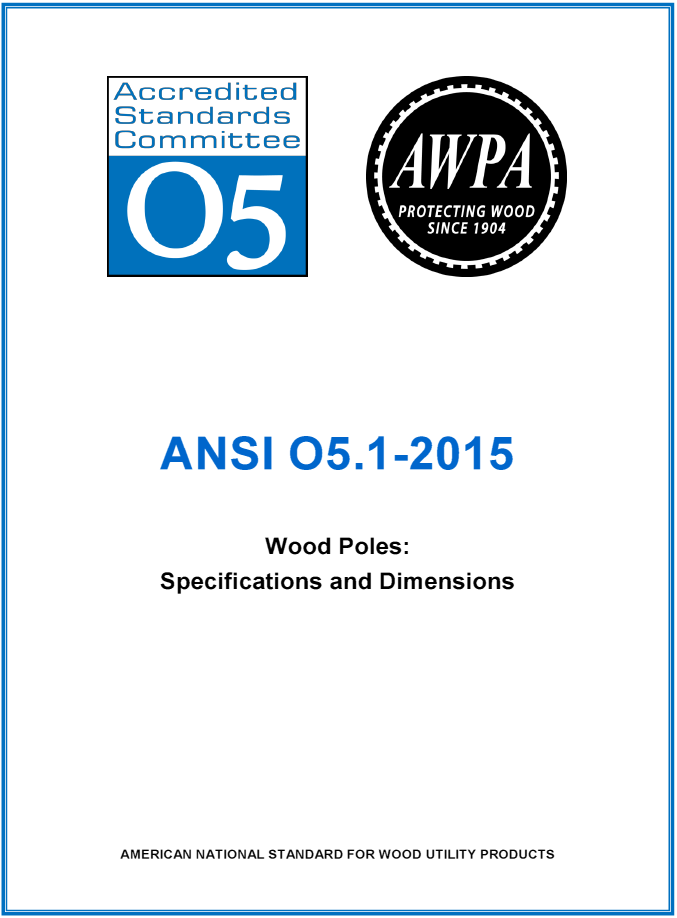 Accredited
Standards
Committee
O5
AWPA
PROTECTING WOOD
SINCE 1904
ANSI O5.1-2015
Wood Poles:
Specifications and Dimensions
AMERICAN NATIONAL STANDARD FOR WOOD UTILITY PRODUCTS